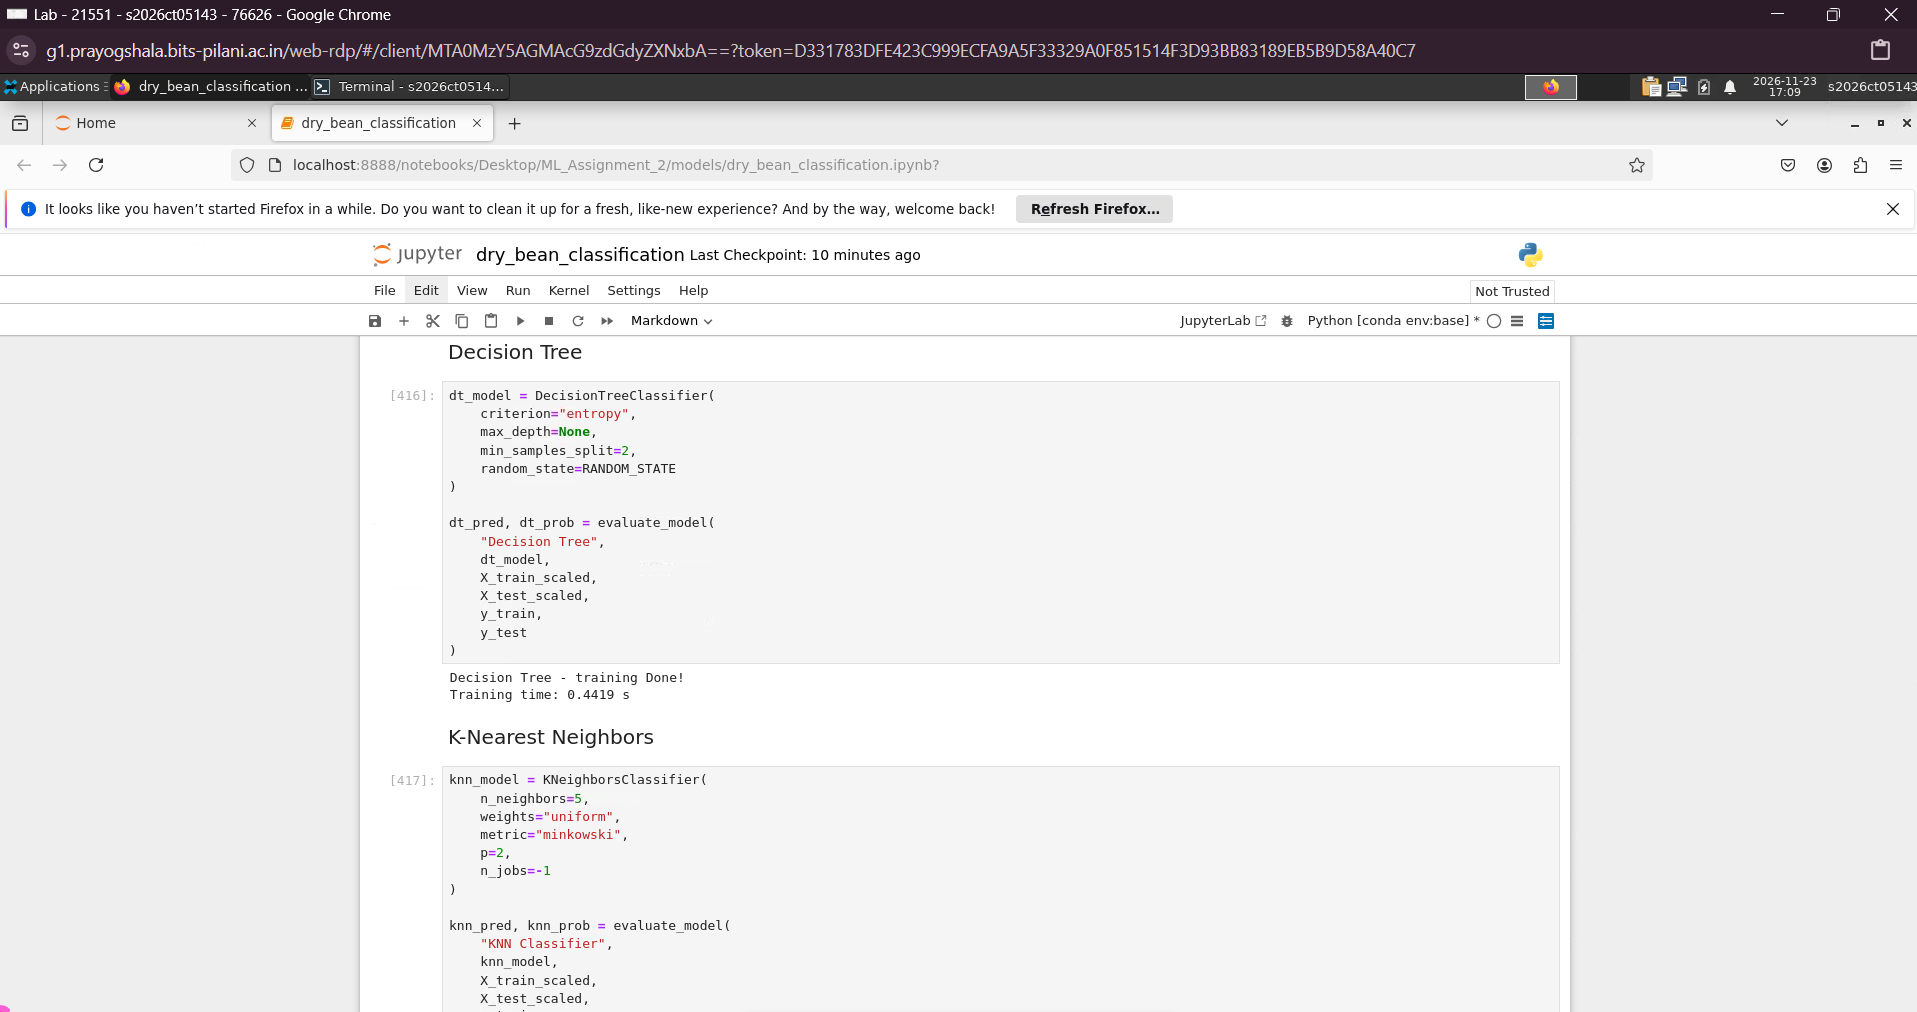 Lab - 21551 - s2026ct05143 - 76626 - Google Chrome
g1.prayogshala.bits-pilani.ac.in/web-rdp/#/client/MTA0MzY5AGMAcG9zdGdyZXNxbA==?token=D331783DFE423C999ECFA9A5F33329A0F851514F3D93BB83189EB5B9D58A40C7
Applications dry_bean_classification ... Terminal - s2026ct0514... 2026-11-23 17:09 s2026ct05143
Home dry_bean_classification
localhost:8888/notebooks/Desktop/ML_Assignment_2/models/dry_bean_classification.ipynb?
It looks like you haven't started Firefox in a while. Do you want to clean it up for a fresh, like-new experience? And by the way, welcome back! Refresh Firefox...
jupyter dry_bean_classification Last Checkpoint: 10 minutes ago
File Edit View Run Kernel Settings Help Not Trusted
Markdown JupyterLab Python [conda env:base] *
Decision Tree
[416]: dt_model = DecisionTreeClassifier(
criterion="entropy",
max_depth=None,
min_samples_split=2,
random_state=RANDOM_STATE
)
dt_pred, dt_prob = evaluate_model(
"Decision Tree",
dt_model,
X_train_scaled,
X_test_scaled,
y_train,
y_test
)
Decision Tree - training Done!
Training time: 0.4419 s
K-Nearest Neighbors
[417]: knn_model = KNeighborsClassifier(
n_neighbors=5,
weights="uniform",
metric="minkowski",
p=2,
n_jobs=-1
)
knn_pred, knn_prob = evaluate_model(
"KNN Classifier",
knn_model,
X_train_scaled,
X_test_scaled,